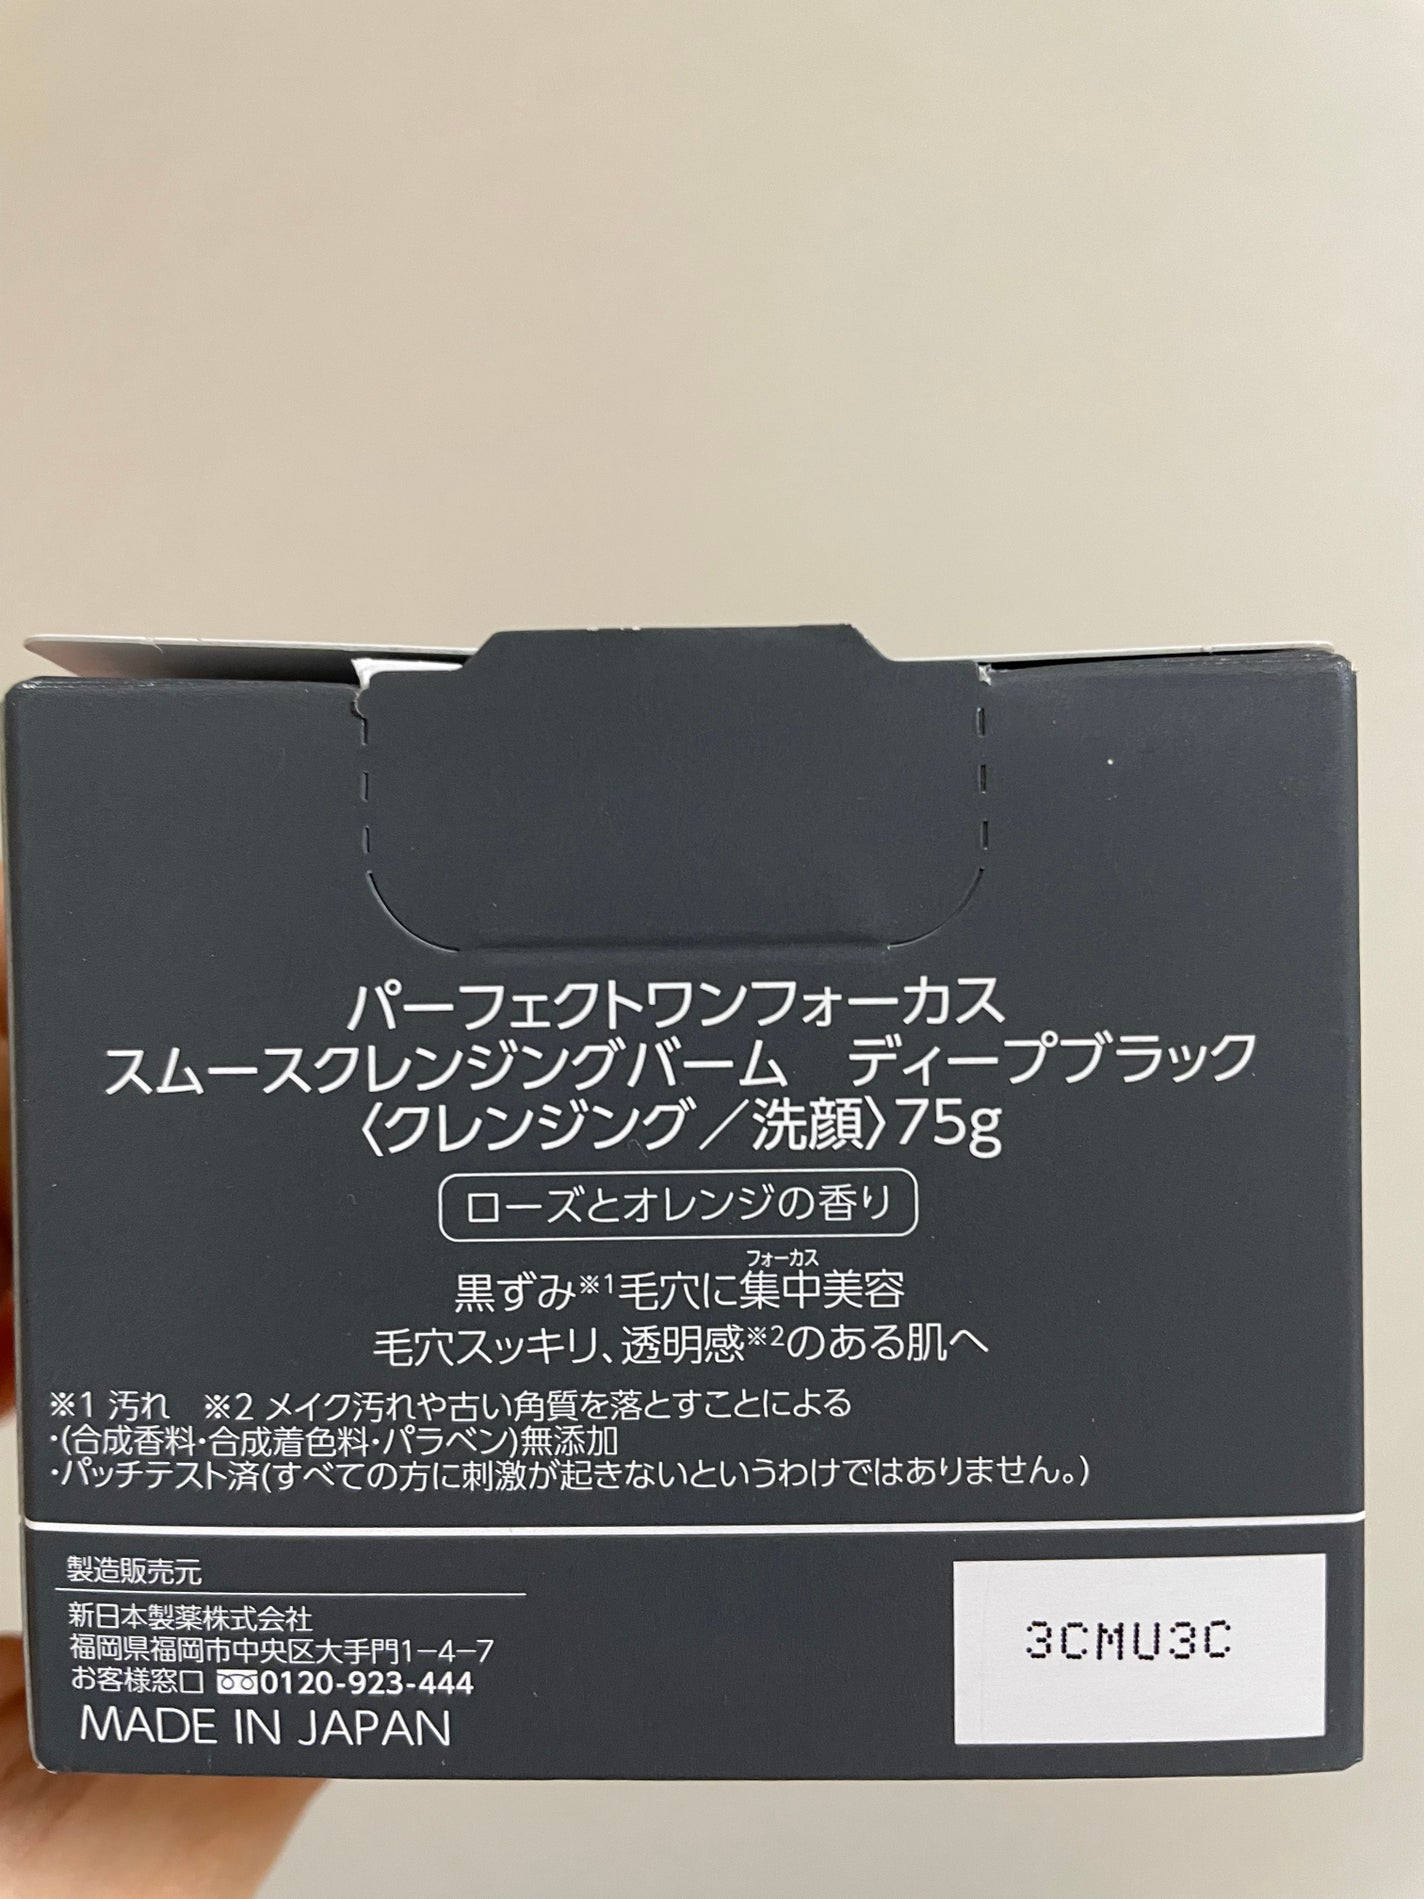 パーフェクトワンフォーカス
スムースクレンジングバーム　ディープブラック
〈クレンジング／洗顔〉75g
ローズとオレンジの香り
フォーカス
黒ずみ※1毛穴に集中美容
毛穴スッキリ、透明感※2のある肌へ
※1 汚れ　※2 メイク汚れや古い角質を落とすことによる
・(合成香料・合成着色料・パラベン)無添加
・パッチテスト済(すべての方に刺激が起きないというわけではありません。)
製造販売元
新日本製薬株式会社
福岡県福岡市中央区大手門1−4−7
お客様窓口 0120-923-444
MADE IN JAPAN
3CMU3C